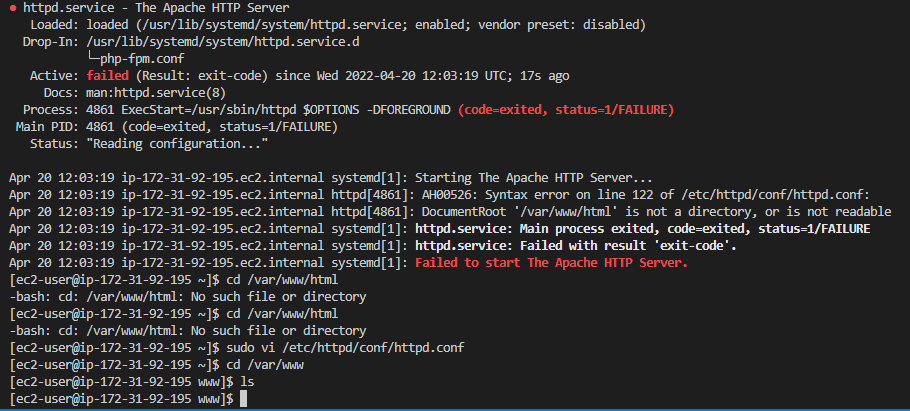 ● httpd.service - The Apache HTTP Server
Loaded: loaded (/usr/lib/systemd/system/httpd.service; enabled; vendor preset: disabled)
Drop-In: /usr/lib/systemd/system/httpd.service.d
└─php-fpm.conf
Active: failed (Result: exit-code) since Wed 2022-04-20 12:03:19 UTC; 17s ago
Docs: man:httpd.service(8)
Process: 4861 ExecStart=/usr/sbin/httpd $OPTIONS -DFOREGROUND (code=exited, status=1/FAILURE)
Main PID: 4861 (code=exited, status=1/FAILURE)
Status: "Reading configuration..."
Apr 20 12:03:19 ip-172-31-92-195.ec2.internal systemd[1]: Starting The Apache HTTP Server...
Apr 20 12:03:19 ip-172-31-92-195.ec2.internal httpd[4861]: AH00526: Syntax error on line 122 of /etc/httpd/conf/httpd.conf:
Apr 20 12:03:19 ip-172-31-92-195.ec2.internal httpd[4861]: DocumentRoot '/var/www/html' is not a directory, or is not readable
Apr 20 12:03:19 ip-172-31-92-195.ec2.internal systemd[1]: httpd.service: Main process exited, code=exited, status=1/FAILURE
Apr 20 12:03:19 ip-172-31-92-195.ec2.internal systemd[1]: httpd.service: Failed with result 'exit-code'.
Apr 20 12:03:19 ip-172-31-92-195.ec2.internal systemd[1]: Failed to start The Apache HTTP Server.
[ec2-user@ip-172-31-92-195 ~]$ cd /var/www/html
-bash: cd: /var/www/html: No such file or directory
[ec2-user@ip-172-31-92-195 ~]$ cd /var/www/html
-bash: cd: /var/www/html: No such file or directory
[ec2-user@ip-172-31-92-195 ~]$ sudo vi /etc/httpd/conf/httpd.conf
[ec2-user@ip-172-31-92-195 ~]$ cd /var/www
[ec2-user@ip-172-31-92-195 www]$ ls
[ec2-user@ip-172-31-92-195 www]$